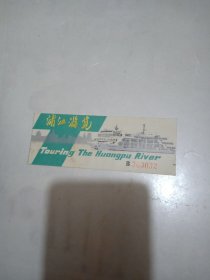 浦江游览
Touring The Huangpu River